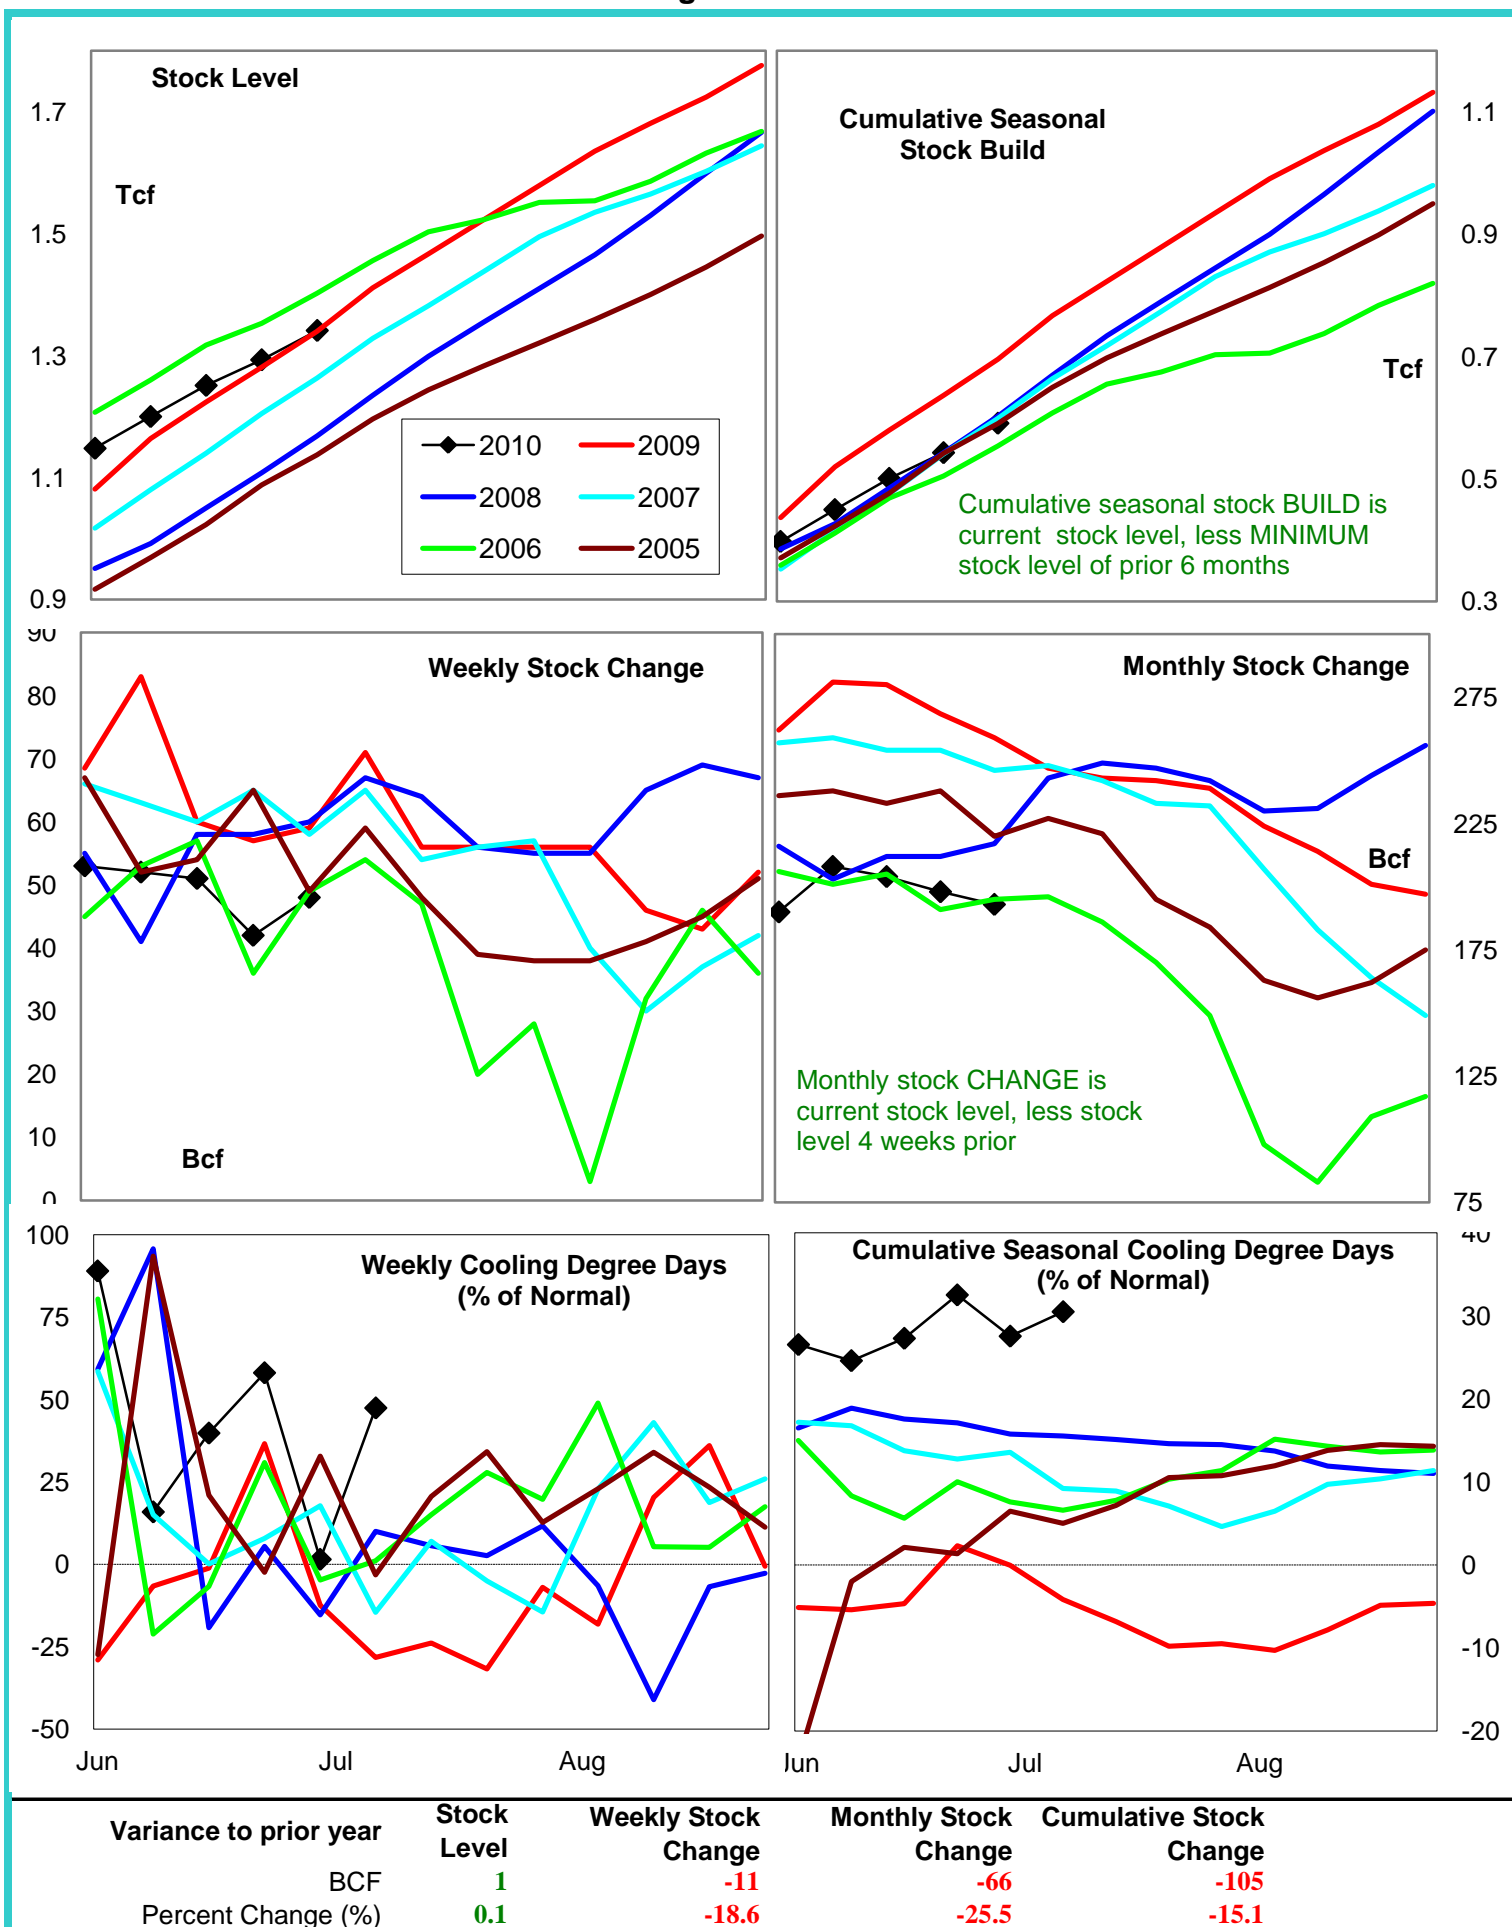 Stock Level
1.7
1.5
1.3
1.1
0.9
Tcf
2010 2009
2008 2007
2006 2005
Cumulative Seasonal
Stock Build
1.1
0.9
0.7
0.5
0.3
Tcf
Cumulative seasonal stock BUILD is
current stock level, less MINIMUM
stock level of prior 6 months
Weekly Stock Change
90
80
70
60
50
40
30
20
10
0
Bcf
Monthly Stock Change
275
225
175
125
75
Bcf
Monthly stock CHANGE is
current stock level, less stock
level 4 weeks prior
Weekly Cooling Degree Days
(% of Normal)
100
75
50
25
0
-25
-50
Jun Jul Aug
Cumulative Seasonal Cooling Degree Days
(% of Normal)
40
30
20
10
0
-10
-20
Jun Jul Aug
Variance to prior year
Stock
Level
Weekly Stock
Change
Monthly Stock
Change
Cumulative Stock
Change
BCF 1 -11 -66 -105
Percent Change (%) 0.1 -18.6 -25.5 -15.1